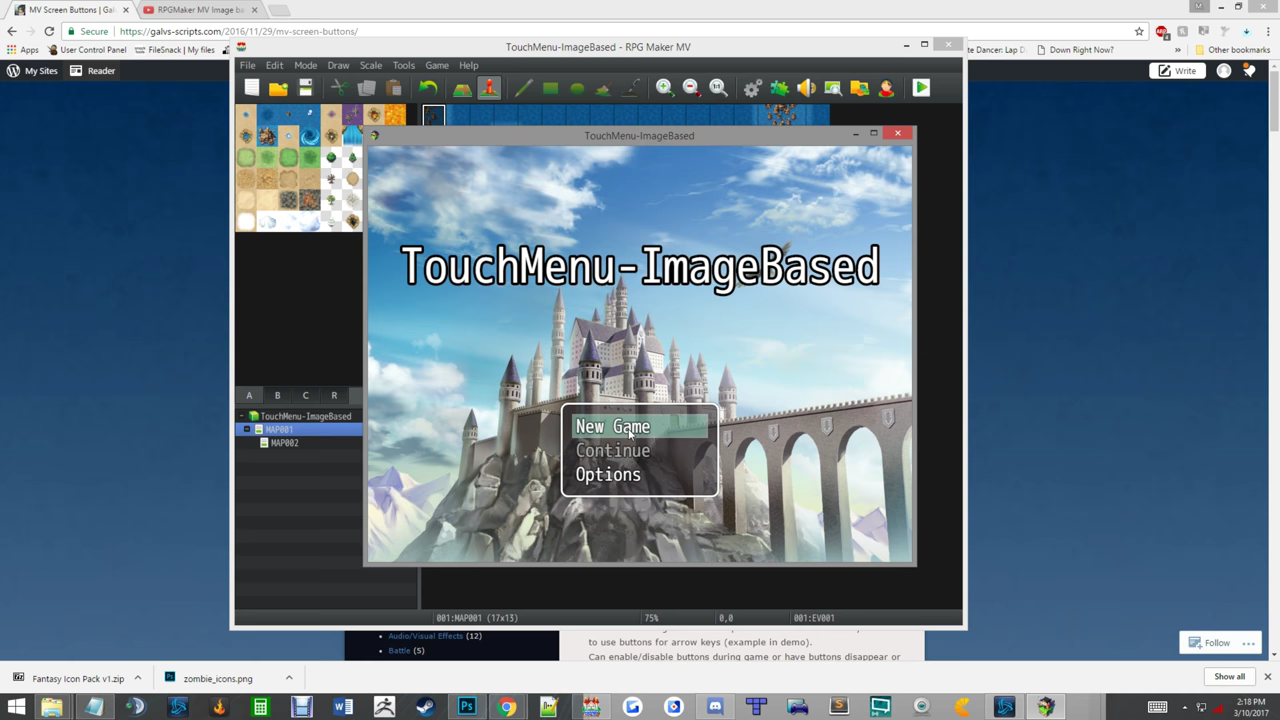 MV Screen Buttons | Gal
RPGMaker MV Image ba
Secure
https://galvs-scripts.com/2016/11/29/mv-screen-buttons/
Apps
User Control Panel
FileSnack | My files
te Dancer: Lap D
Down Right Now?
Other bookmarks
My Sites
Reader
Write
TouchMenu-ImageBased - RPG Maker MV
File Edit Mode Draw Scale Tools Game Help
TouchMenu-ImageBased
TouchMenu-ImageBased
New Game
Continue
Options
A B C R
TouchMenu-ImageBased
MAP001
MAP002
001:MAP001 (17x13)
75%
0,0
001:EV001
Audio/Visual Effects (12)
Battle (5)
to use buttons for arrow keys (example in demo).
Can enable/disable buttons during game or have buttons disappear or
Follow
Fantasy Icon Pack v1.zip
zombie_icons.png
Show all
2:18 PM
3/10/2017